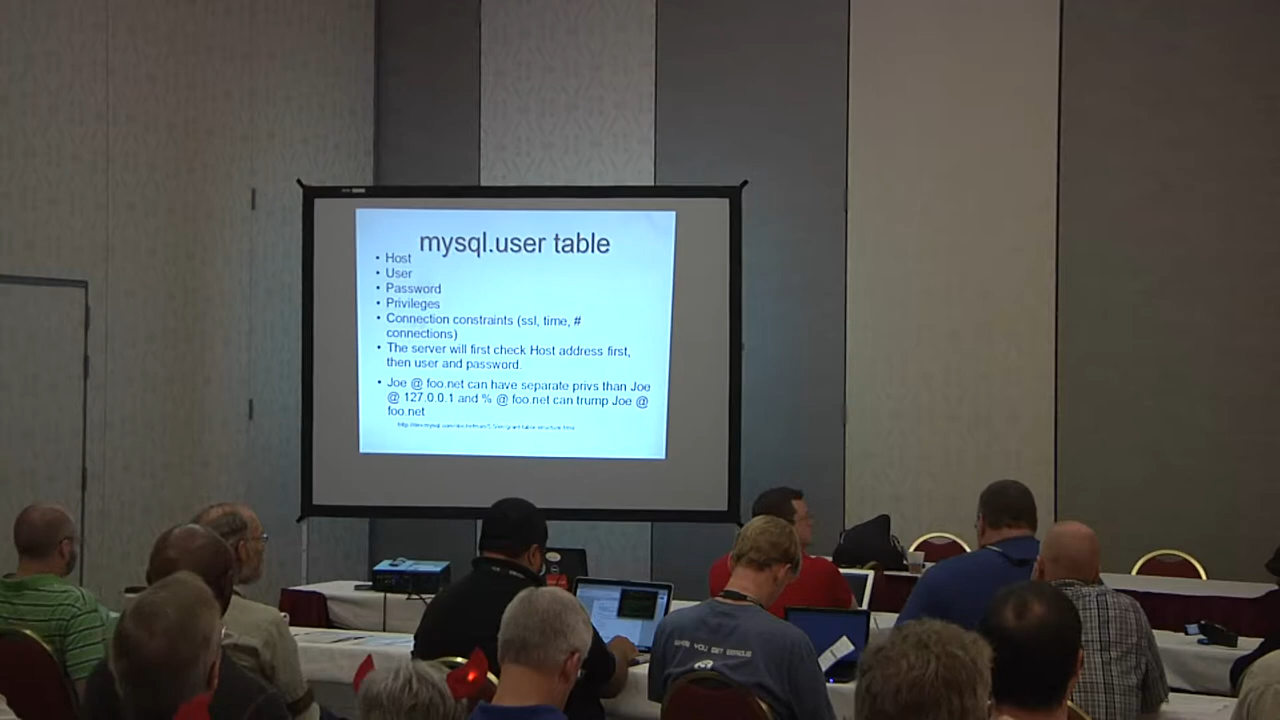 mysql.user table
• Host
• User
• Password
• Privileges
• Connection constraints (ssl, time, #
connections)
• The server will first check Host address first,
then user and password.
• Joe @ foo.net can have separate privs than Joe
@ 127.0.0.1 and % @ foo.net can trump Joe @
foo.net